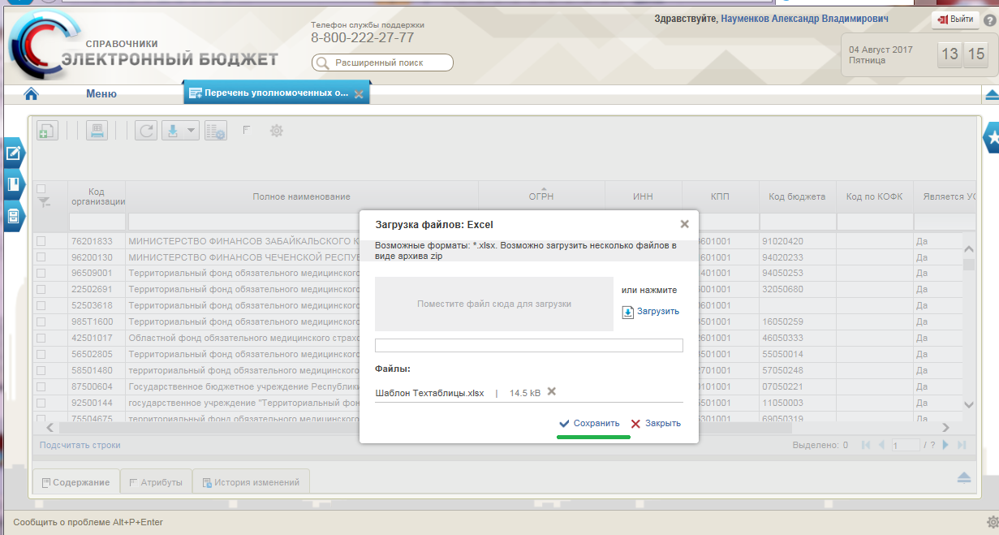 Здравствуйте, Науменков Александр Владимирович
Выйти
СПРАВОЧНИКИ
ЭЛЕКТРОННЫЙ БЮДЖЕТ
Телефон службы поддержки
8-800-222-27-77
Расширенный поиск
04 Август 2017
Пятница
13 15
Меню
Перечень уполномоченных о...
Код организации Полное наименование ОГРН ИНН КПП Код бюджета Код по КОФК Является УС
76201833 МИНИСТЕРСТВО ФИНАНСОВ ЗАБАЙКАЛЬСКОГО К 601001 91020420 Да
96200130 МИНИСТЕРСТВО ФИНАНСОВ ЧЕЧЕНСКОЙ РЕСПУБ 601001 94020233 Да
96509001 Территориальный фонд обязательного медицинского 401001 94050253 Да
22502691 Территориальный фонд обязательного медицинского 001001 32050680 Да
52503618 Территориальный фонд обязательного медицинского 601001 Да
985Т1600 Территориальный фонд обязательного медицинского 501001 16050259 Да
42501017 Областной фонд обязательного медицинского страхо 601001 46050333 Да
56502805 Территориальный фонд обязательного медицинского 501001 55050014 Да
58501480 территориальный фонд обязательного медицинского 701001 57050248 Да
87500604 Государственное бюджетное учреждение Республики 101001 07050221 Да
92500144 государственное учреждение "Территориальный фон 501001 11050003 Да
75504675 территориальный фонд обязательного медицинского 301001 69050319 Да
Загрузка файлов: Excel
Возможные форматы: *.xlsx. Возможно загрузить несколько файлов в
виде архива zip
Поместите файл сюда для загрузки
или нажмите
Загрузить
Файлы:
Шаблон Техтаблицы.xlsx | 14.5 kB
Сохранить Закрыть
Подсчитать строки
Выделено: 0 1 / ?
Содержание Атрибуты История изменений
Сообщить о проблеме Alt+P+Enter